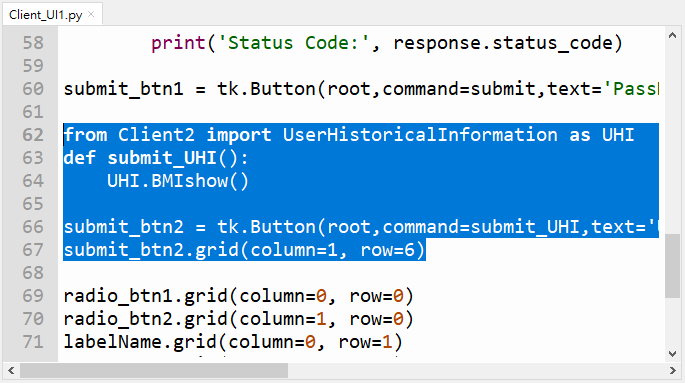 Client_UI1.py ×
58 print('Status Code:', response.status_code)
59
60 submit_btn1 = tk.Button(root,command=submit,text='Pass
61
62 from Client2 import UserHistoricalInformation as UHI
63 def submit_UHI():
64 UHI.BMIshow()
65
66 submit_btn2 = tk.Button(root,command=submit_UHI,text='
67 submit_btn2.grid(column=1, row=6)
68
69 radio_btn1.grid(column=0, row=0)
70 radio_btn2.grid(column=1, row=0)
71 labelName.grid(column=0, row=1)